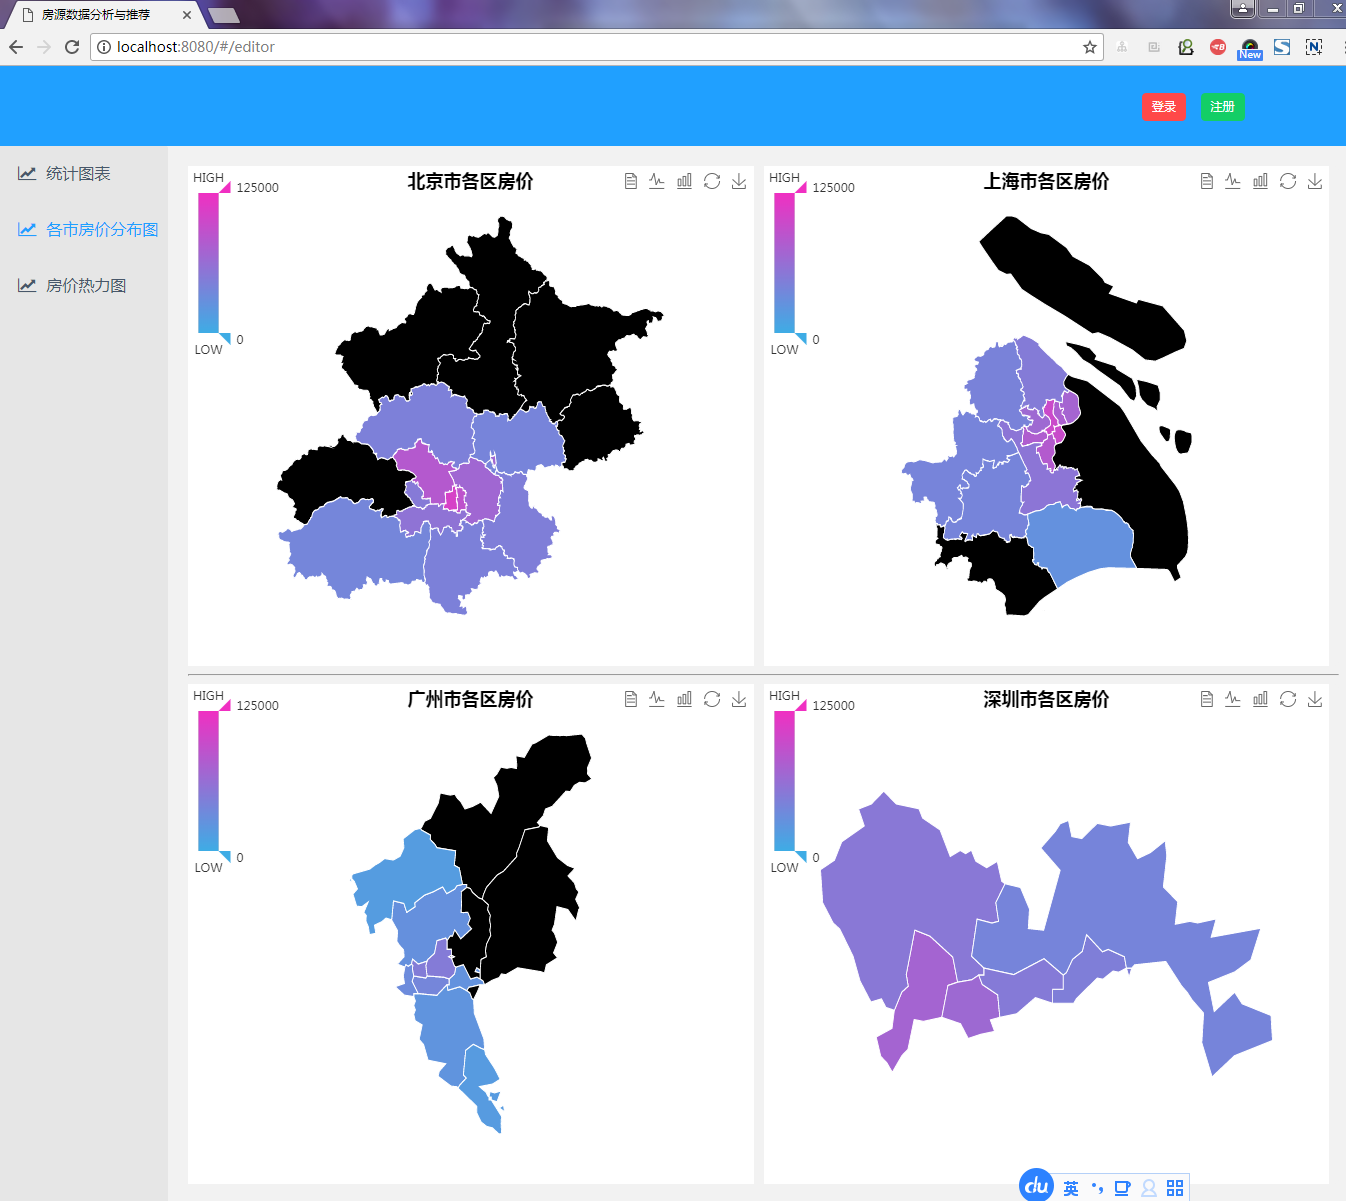 房源数据分析与推荐
localhost:8080/#/editor
New
登录
注册
统计图表
各市房价分布图
房价热力图
HIGH
125000
0
LOW
北京市各区房价
HIGH
125000
0
LOW
上海市各区房价
HIGH
125000
0
LOW
广州市各区房价
HIGH
125000
0
LOW
深圳市各区房价
du 英